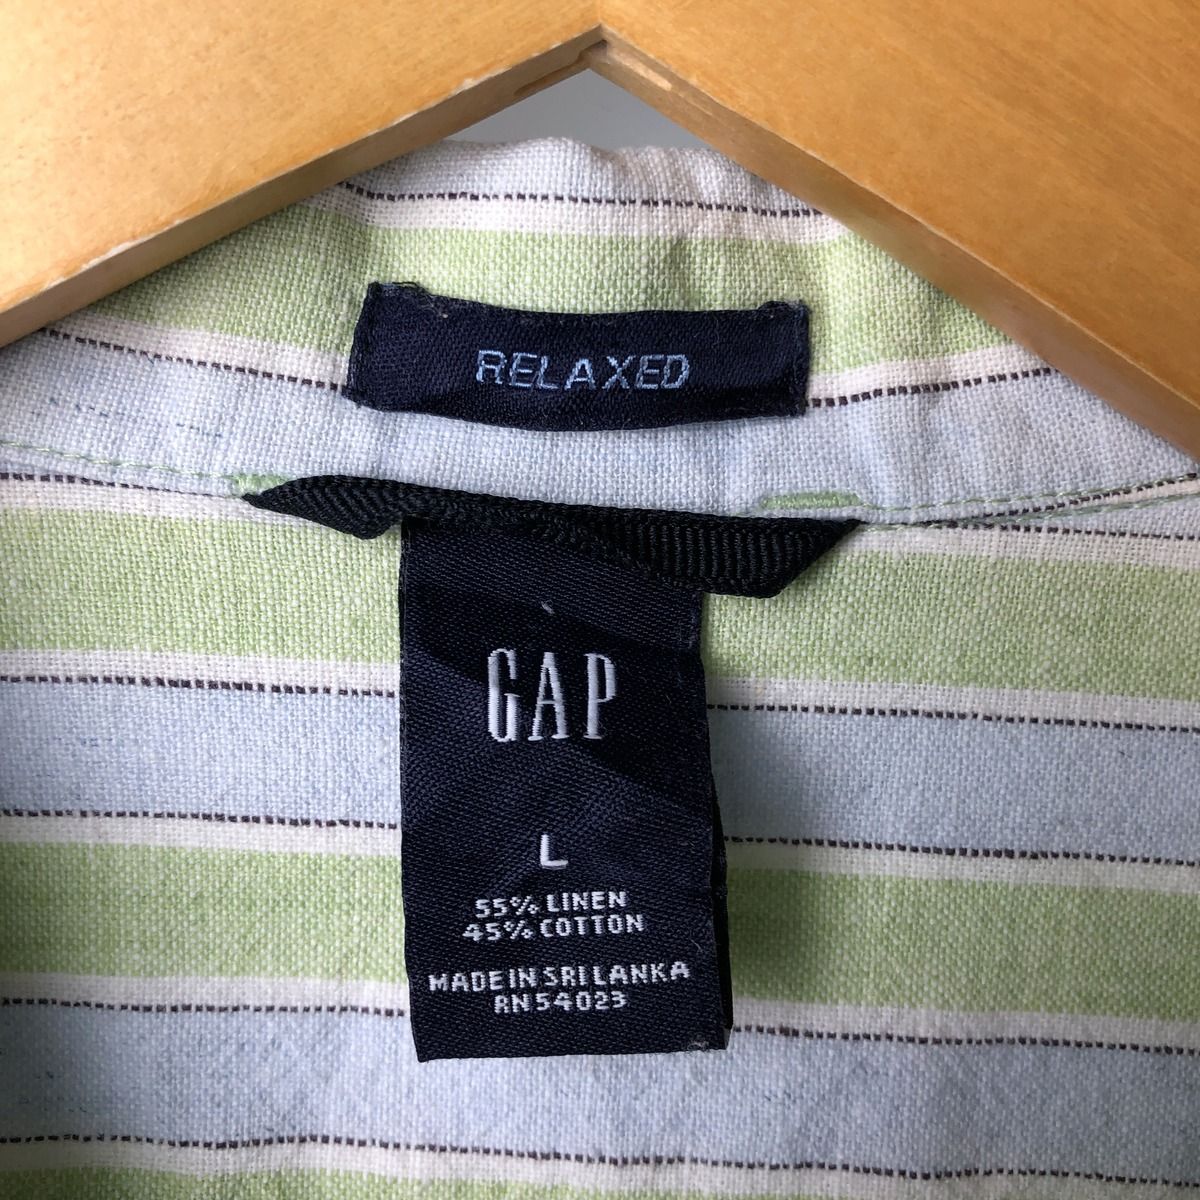 RELAXED
GAP
L
55% LINEN
45% COTTON
MADE IN SRI LANKA
RN54023